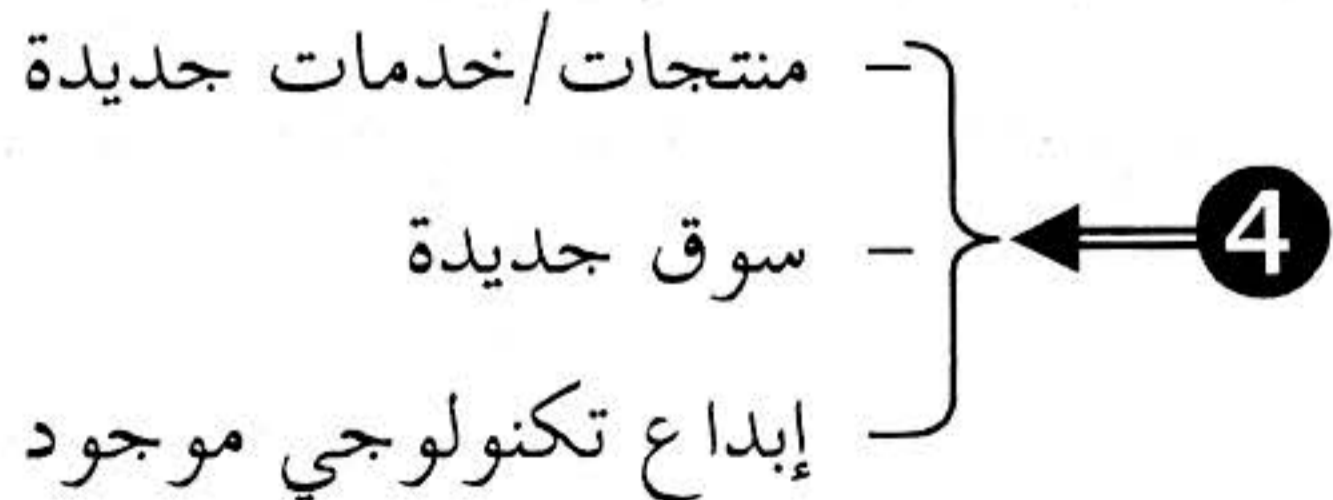 - منتجات/خدمات جديدة
- سوق جديدة
4
- إبداع تكنولوجي موجود